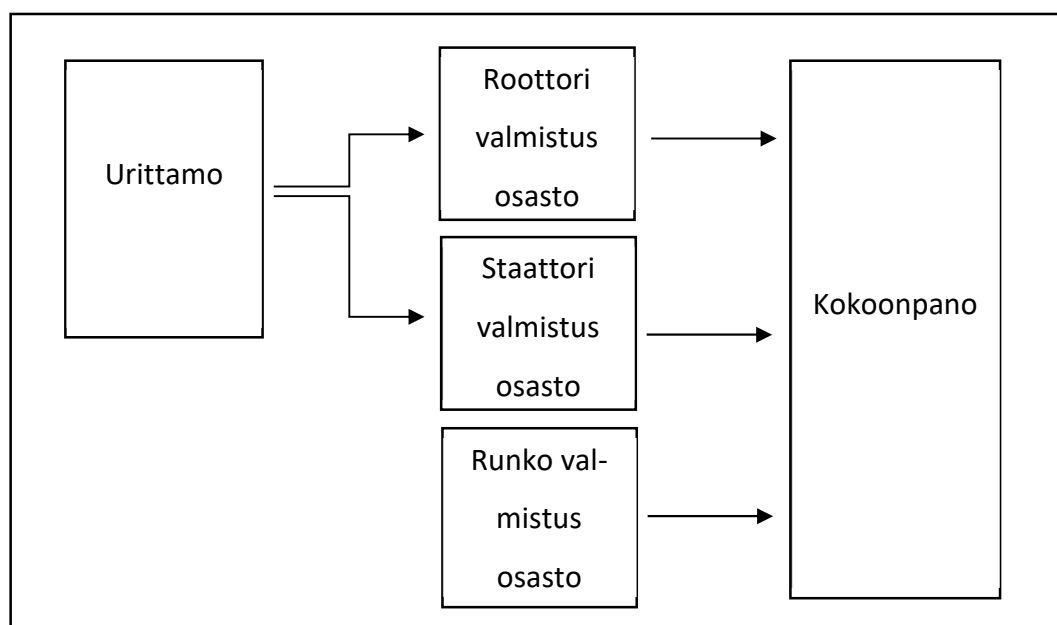 Urittamo
Roottori
valmistus
osasto
Staattori
valmistus
osasto
Runko val-
mistus
osasto
Kokoonpano